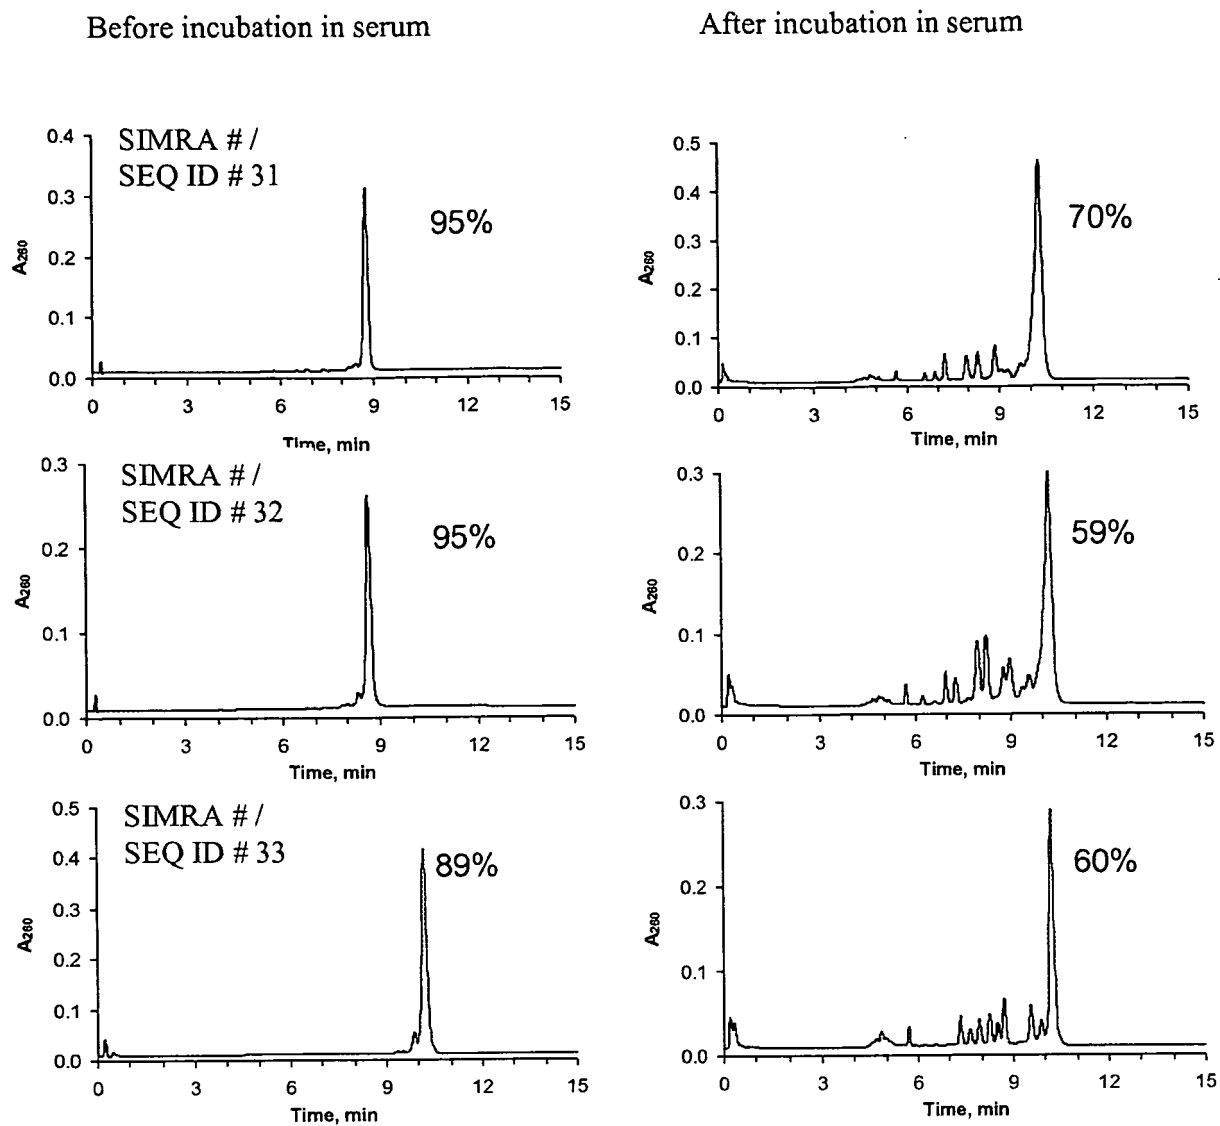 Before incubation in serum
After incubation in serum
SIMRA # /
SEQ ID # 31
95%
0.4
0.3
0.2
0.1
0.0
A260
0 3 6 9 12 15
Time, min
70%
0.5
0.4
0.3
0.2
0.1
0.0
A260
0 3 6 9 12 15
Time, min
SIMRA # /
SEQ ID # 32
95%
0.3
0.2
0.1
0.0
A260
0 3 6 9 12 15
Time, min
59%
0.3
0.2
0.1
0.0
A260
0 3 6 9 12 15
Time, min
SIMRA # /
SEQ ID # 33
89%
0.5
0.4
0.3
0.2
0.1
0.0
A260
0 3 6 9 12 15
Time, min
60%
0.3
0.2
0.1
0.0
A260
0 3 6 9 12 15
Time, min